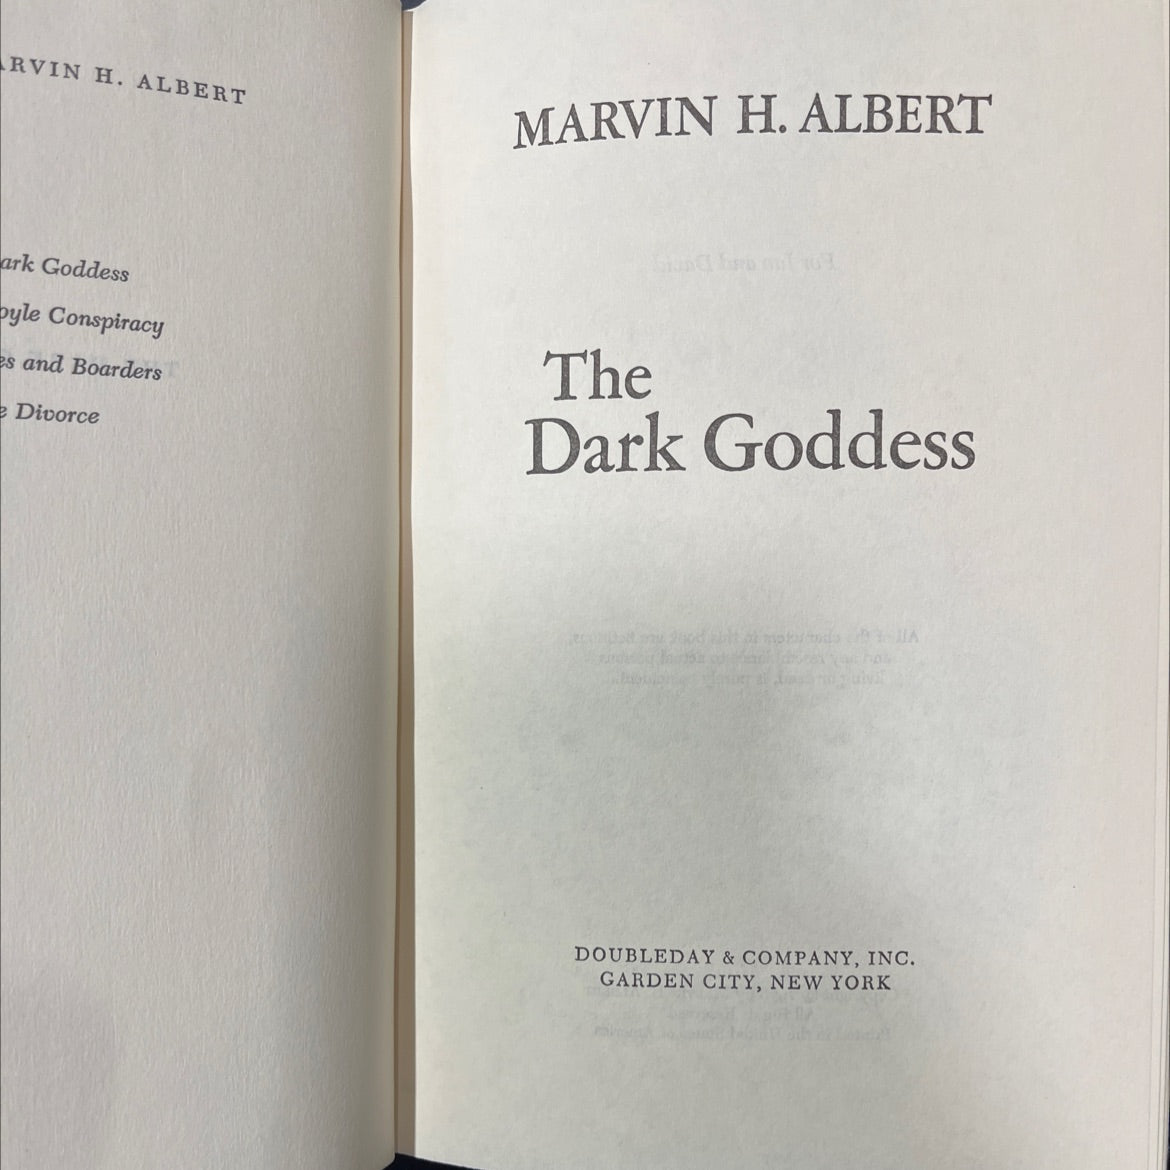 ARVIN H. ALBERT
ark Goddess
oyle Conspiracy
es and Boarders
e Divorce
MARVIN H. ALBERT
The
Dark Goddess
DOUBLEDAY & COMPANY, INC.
GARDEN CITY, NEW YORK